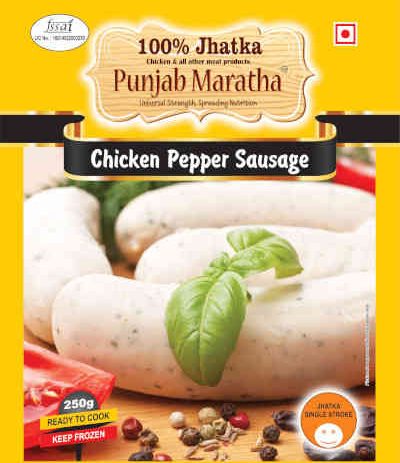 fssai
100% Jhatka
Chicken & all other meat products
Punjab Maratha
Universal Strength, Spreading Nutrition
Chicken Pepper Sausage
250g
READY TO COOK
KEEP FROZEN
JHATKA
SINGLE STROKE